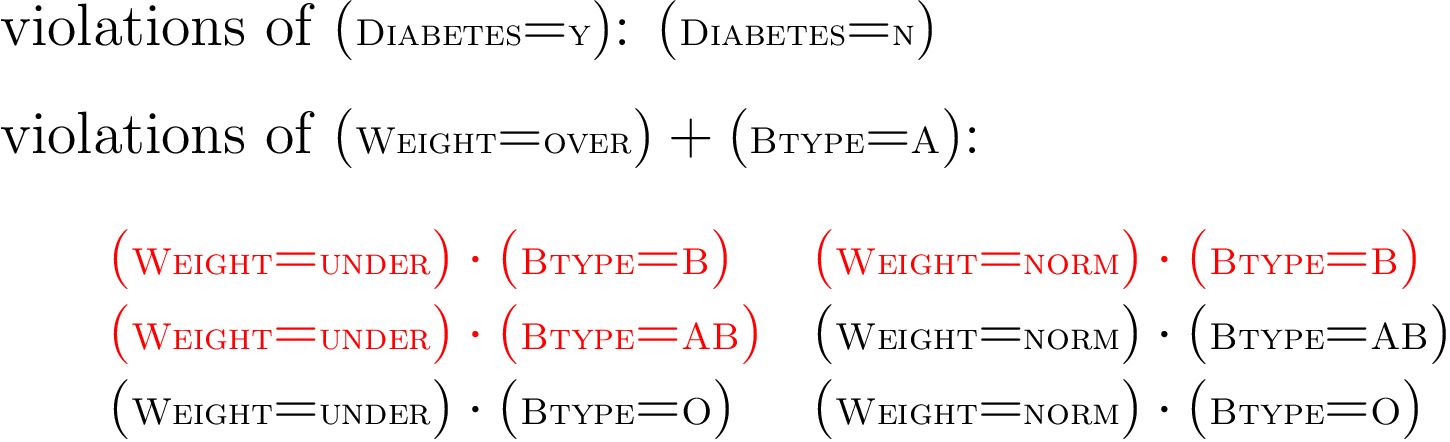 violations of (Diabetes=y): (Diabetes=n)
violations of (Weight=over) + (Btype=A):
(Weight=under) · (Btype=B) (Weight=norm) · (Btype=B)
(Weight=under) · (Btype=AB) (Weight=norm) · (Btype=AB)
(Weight=under) · (Btype=O) (Weight=norm) · (Btype=O)